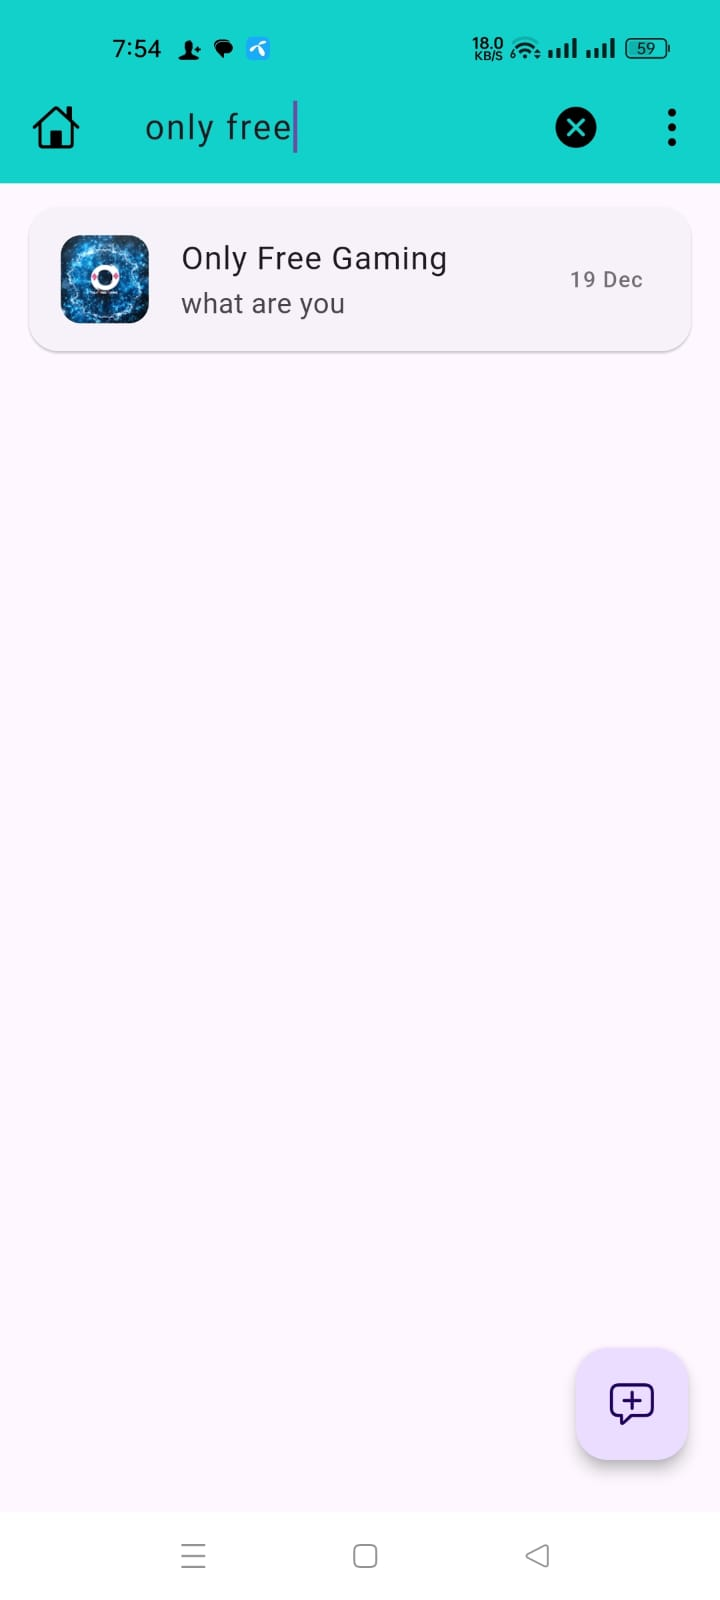 7:54
18.0
KB/S
59
only free
Only Free Gaming
what are you
19 Dec